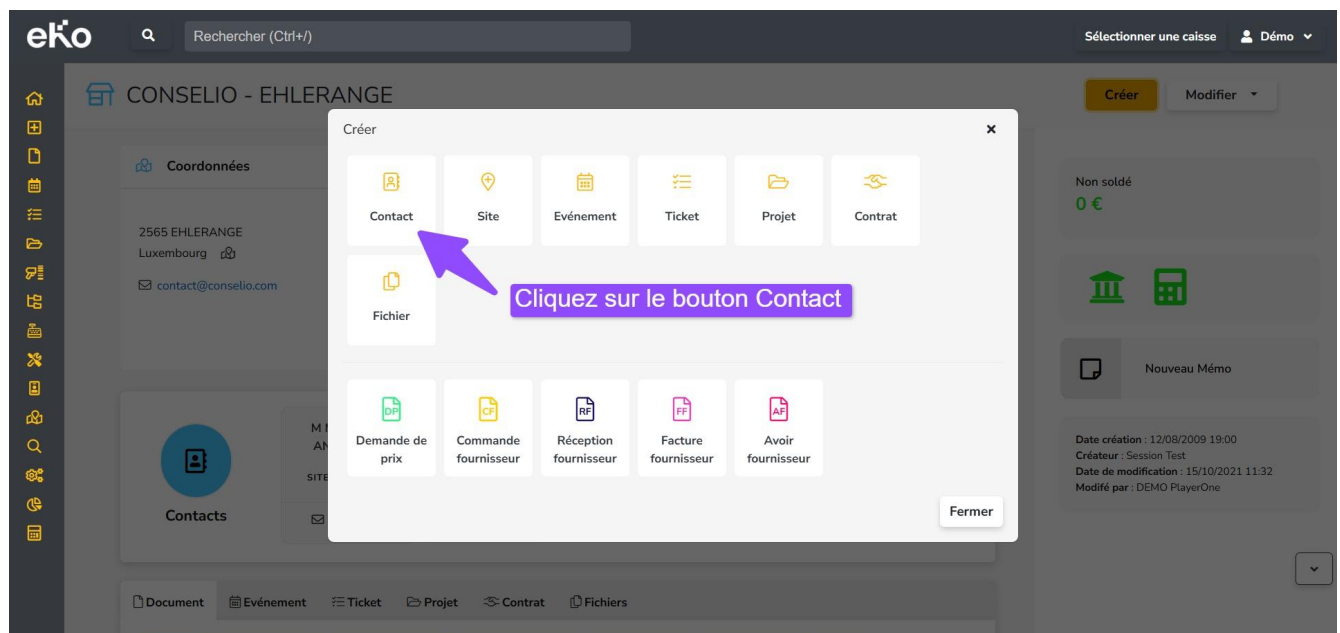 eko
Rechercher (Ctrl+/)
Sélectionner une caisse
Démo
CONSELIO - EHLERANGE
Créer
Modifier
Créer
Coordonnées
2565 EHLERANGE
Luxembourg
contact@conselio.com
Contact
Site
Evénement
Ticket
Projet
Contrat
Fichier
Cliquez sur le bouton Contact
DP
CF
RF
FF
AF
Demande de
prix
Commande
fournisseur
Réception
fournisseur
Facture
fournisseur
Avoir
fournisseur
Fermer
Contacts
Non soldé
0 €
Nouveau Mémo
Date création : 12/08/2009 19:00
Créateur : Session Test
Date de modification : 15/10/2021 11:32
Modifé par : DEMO PlayerOne
Document
Evénement
Ticket
Projet
Contrat
Fichiers